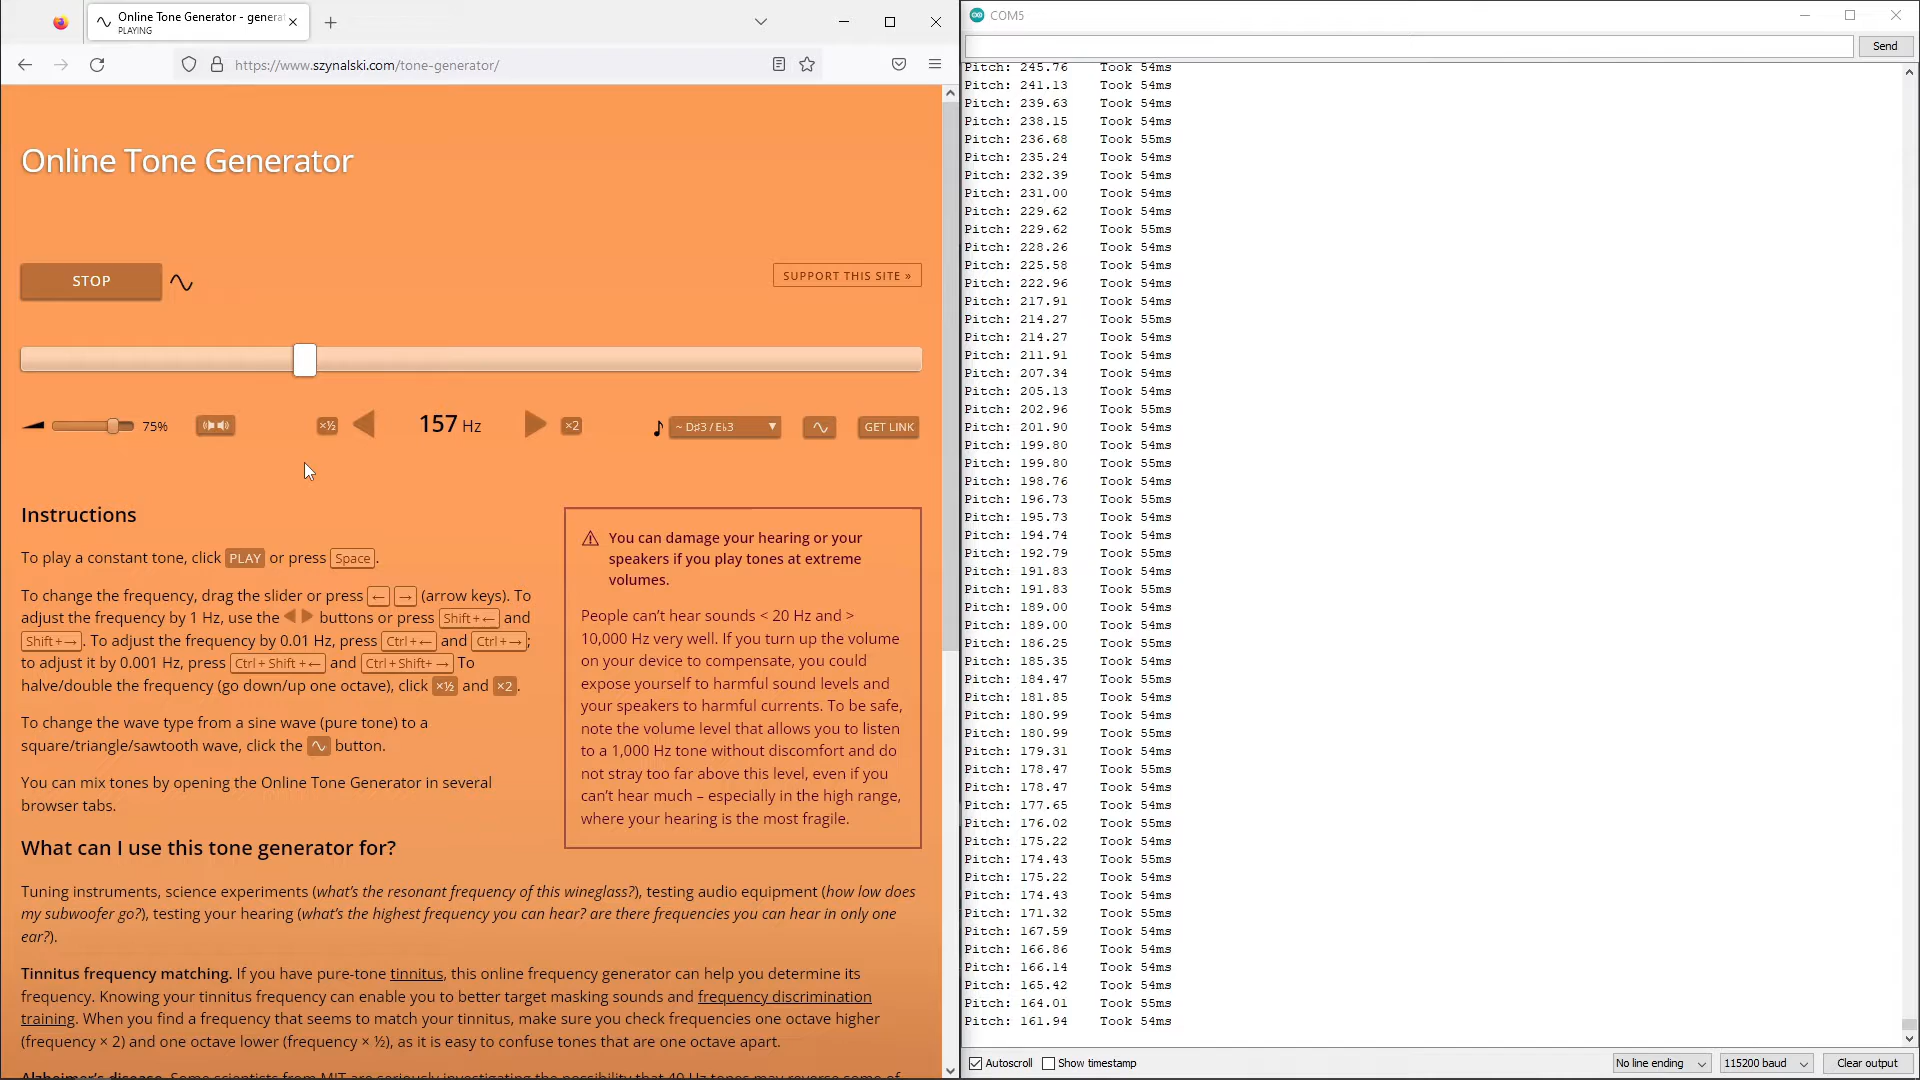 Online Tone Generator - genera
PLAYING
https://www.szynalski.com/tone-generator/
Online Tone Generator
STOP
SUPPORT THIS SITE »
75%
×½
157 Hz
×2
~ D♯3 / E♭3
GET LINK
Instructions
To play a constant tone, click PLAY or press Space.
To change the frequency, drag the slider or press ← → (arrow keys). To
adjust the frequency by 1 Hz, use the ◀ ▶ buttons or press Shift+← and
Shift+→. To adjust the frequency by 0.01 Hz, press Ctrl+← and Ctrl+→;
to adjust it by 0.001 Hz, press Ctrl+Shift+← and Ctrl+Shift+→ To
halve/double the frequency (go down/up one octave), click ×½ and ×2.
To change the wave type from a sine wave (pure tone) to a
square/triangle/sawtooth wave, click the button.
You can mix tones by opening the Online Tone Generator in several
browser tabs.
You can damage your hearing or your
speakers if you play tones at extreme
volumes.
People can't hear sounds < 20 Hz and >
10,000 Hz very well. If you turn up the volume
on your device to compensate, you could
expose yourself to harmful sound levels and
your speakers to harmful currents. To be safe,
note the volume level that allows you to listen
to a 1,000 Hz tone without discomfort and do
not stray too far above this level, even if you
can't hear much – especially in the high range,
where your hearing is the most fragile.
What can I use this tone generator for?
Tuning instruments, science experiments (what's the resonant frequency of this wineglass?), testing audio equipment (how low does
my subwoofer go?), testing your hearing (what's the highest frequency you can hear? are there frequencies you can hear in only one
ear?).
Tinnitus frequency matching. If you have pure-tone tinnitus, this online frequency generator can help you determine its
frequency. Knowing your tinnitus frequency can enable you to better target masking sounds and frequency discrimination
training. When you find a frequency that seems to match your tinnitus, make sure you check frequencies one octave higher
(frequency × 2) and one octave lower (frequency × ½), as it is easy to confuse tones that are one octave apart.
Alzheimer's disease. Some scientists from MIT are seriously investigating the possibility that 40 Hz tones may reverse some of
COM5
Send
Pitch: 245.76 Took 54ms
Pitch: 241.13 Took 54ms
Pitch: 239.63 Took 54ms
Pitch: 238.15 Took 54ms
Pitch: 236.68 Took 55ms
Pitch: 235.24 Took 54ms
Pitch: 232.39 Took 54ms
Pitch: 231.00 Took 54ms
Pitch: 229.62 Took 54ms
Pitch: 229.62 Took 55ms
Pitch: 228.26 Took 54ms
Pitch: 225.58 Took 54ms
Pitch: 222.96 Took 54ms
Pitch: 217.91 Took 54ms
Pitch: 214.27 Took 55ms
Pitch: 214.27 Took 54ms
Pitch: 211.91 Took 54ms
Pitch: 207.34 Took 54ms
Pitch: 205.13 Took 54ms
Pitch: 202.96 Took 55ms
Pitch: 201.90 Took 54ms
Pitch: 199.80 Took 54ms
Pitch: 199.80 Took 55ms
Pitch: 198.76 Took 54ms
Pitch: 196.73 Took 55ms
Pitch: 195.73 Took 54ms
Pitch: 194.74 Took 54ms
Pitch: 192.79 Took 55ms
Pitch: 191.83 Took 54ms
Pitch: 191.83 Took 55ms
Pitch: 189.00 Took 54ms
Pitch: 189.00 Took 54ms
Pitch: 186.25 Took 55ms
Pitch: 185.35 Took 54ms
Pitch: 184.47 Took 55ms
Pitch: 181.85 Took 54ms
Pitch: 180.99 Took 54ms
Pitch: 180.99 Took 55ms
Pitch: 179.31 Took 54ms
Pitch: 178.47 Took 55ms
Pitch: 178.47 Took 54ms
Pitch: 177.65 Took 54ms
Pitch: 176.02 Took 55ms
Pitch: 175.22 Took 54ms
Pitch: 174.43 Took 55ms
Pitch: 175.22 Took 54ms
Pitch: 174.43 Took 54ms
Pitch: 171.32 Took 55ms
Pitch: 167.59 Took 54ms
Pitch: 166.86 Took 54ms
Pitch: 166.14 Took 54ms
Pitch: 165.42 Took 54ms
Pitch: 164.01 Took 55ms
Pitch: 161.94 Took 54ms
Autoscroll
Show timestamp
No line ending
115200 baud
Clear output